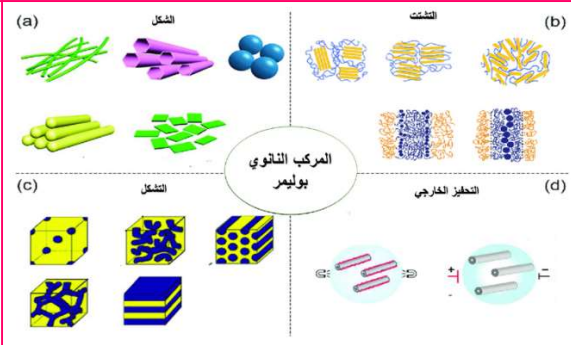 (a)
الشكل
التشتت
(b)
المركب النانوي
بوليمر
(c)
التشكل
التحفيز الخارجي
(d)
+
-
−